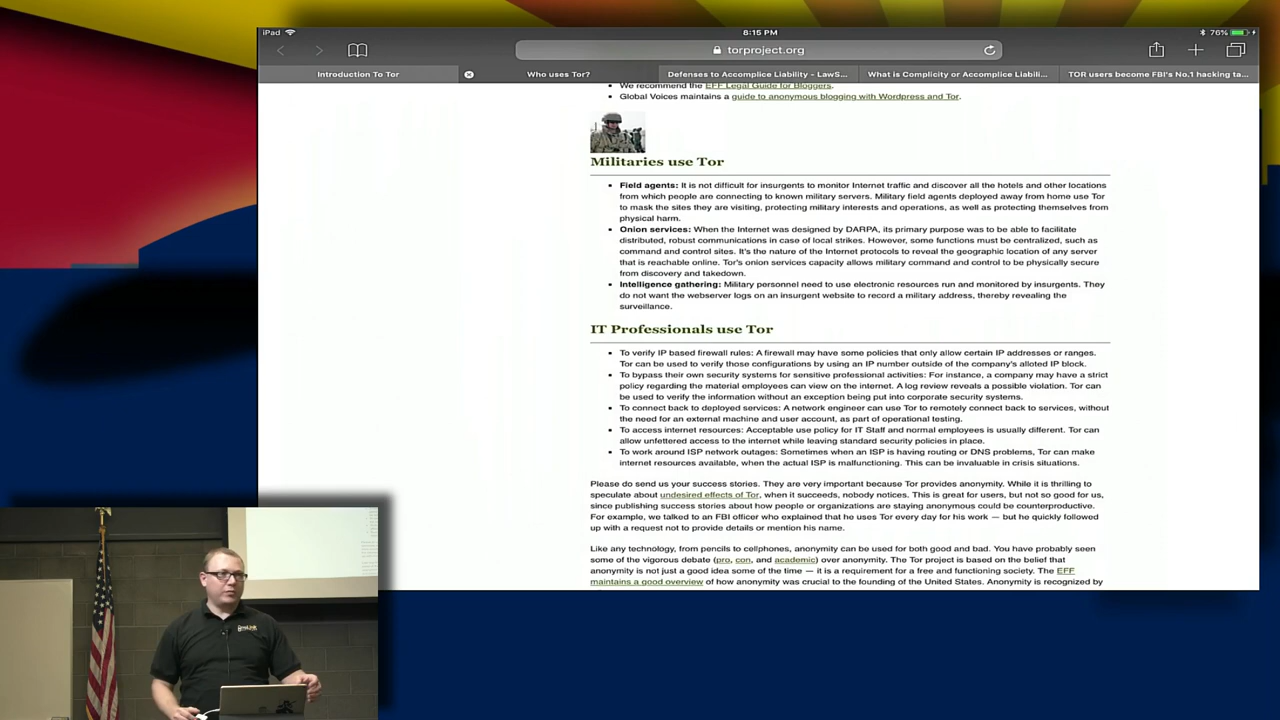 iPad
8:15 PM
76%
torproject.org
Introduction To Tor
Who uses Tor?
Defenses to Accomplice Liability - LawS...
What is Complicity or Accomplice Liabili...
TOR users become FBI's No.1 hacking ta...
We recommend the EFF Legal Guide for Bloggers.
Global Voices maintains a guide to anonymous blogging with Wordpress and Tor.
Militaries use Tor
Field agents: It is not difficult for insurgents to monitor Internet traffic and discover all the hotels and other locations
from which people are connecting to known military servers. Military field agents deployed away from home use Tor
to mask the sites they are visiting, protecting military interests and operations, as well as protecting themselves from
physical harm.
Onion services: When the Internet was designed by DARPA, its primary purpose was to be able to facilitate
distributed, robust communications in case of local strikes. However, some functions must be centralized, such as
command and control sites. It's the nature of the Internet protocols to reveal the geographic location of any server
that is reachable online. Tor's onion services capacity allows military command and control to be physically secure
from discovery and takedown.
Intelligence gathering: Military personnel need to use electronic resources run and monitored by insurgents. They
do not want the webserver logs on an insurgent website to record a military address, thereby revealing the
surveillance.
IT Professionals use Tor
To verify IP based firewall rules: A firewall may have some policies that only allow certain IP addresses or ranges.
Tor can be used to verify those configurations by using an IP number outside of the company's alloted IP block.
To bypass their own security systems for sensitive professional activities: For instance, a company may have a strict
policy regarding the material employees can view on the internet. A log review reveals a possible violation. Tor can
be used to verify the information without an exception being put into corporate security systems.
To connect back to deployed services: A network engineer can use Tor to remotely connect back to services, without
the need for an external machine and user account, as part of operational testing.
To access internet resources: Acceptable use policy for IT Staff and normal employees is usually different. Tor can
allow unfettered access to the internet while leaving standard security policies in place.
To work around ISP network outages: Sometimes when an ISP is having routing or DNS problems, Tor can make
internet resources available, when the actual ISP is malfunctioning. This can be invaluable in crisis situations.
Please do send us your success stories. They are very important because Tor provides anonymity. While it is thrilling to
speculate about undesired effects of Tor, when it succeeds, nobody notices. This is great for users, but not so good for us,
since publishing success stories about how people or organizations are staying anonymous could be counterproductive.
For example, we talked to an FBI officer who explained that he uses Tor every day for his work — but he quickly followed
up with a request not to provide details or mention his name.
Like any technology, from pencils to cellphones, anonymity can be used for both good and bad. You have probably seen
some of the vigorous debate (pro, con, and academic) over anonymity. The Tor project is based on the belief that
anonymity is not just a good idea some of the time — it is a requirement for a free and functioning society. The EFF
maintains a good overview of how anonymity was crucial to the founding of the United States. Anonymity is recognized by